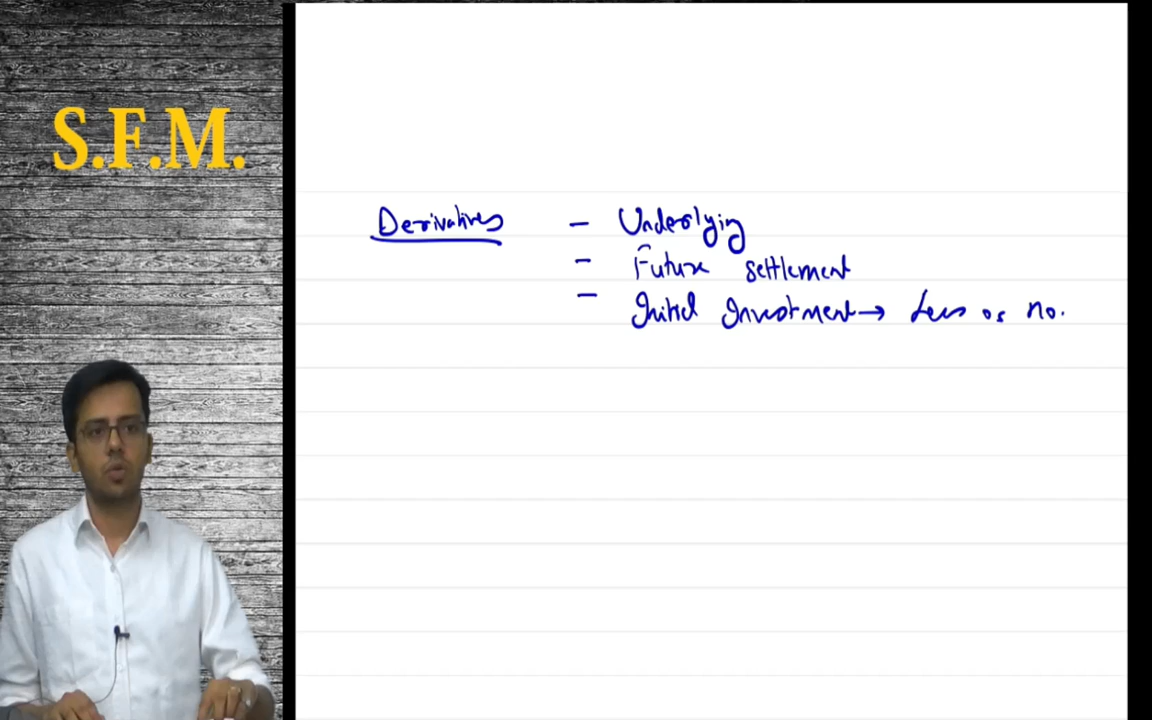 S.F.M.
Derivatives - Underlying
- Future settlement
- Initial Investment → Less or no.